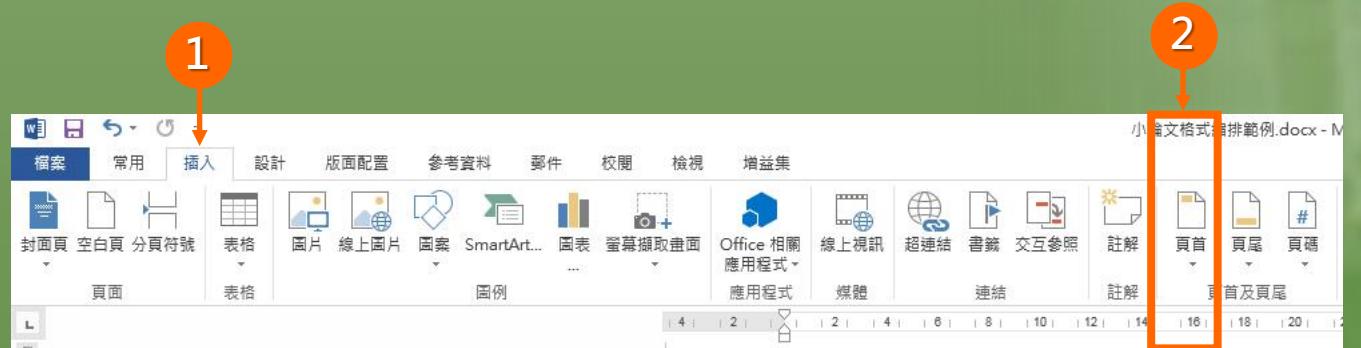 1
2
小論文格式編排範例.docx - M
檔案 常用 插入 設計 版面配置 參考資料 郵件 校閱 檢視 增益集
封面頁 空白頁 分頁符號 表格 圖片 線上圖片 圖案 SmartArt... 圖表 螢幕擷取畫面 Office 相關 線上視訊 超連結 書籤 交互參照 註解 頁首 頁尾 頁碼
... 應用程式
頁面 表格 圖例 應用程式 媒體 連結 註解 頁首及頁尾
4 2 2 4 6 8 10 12 14 16 18 20